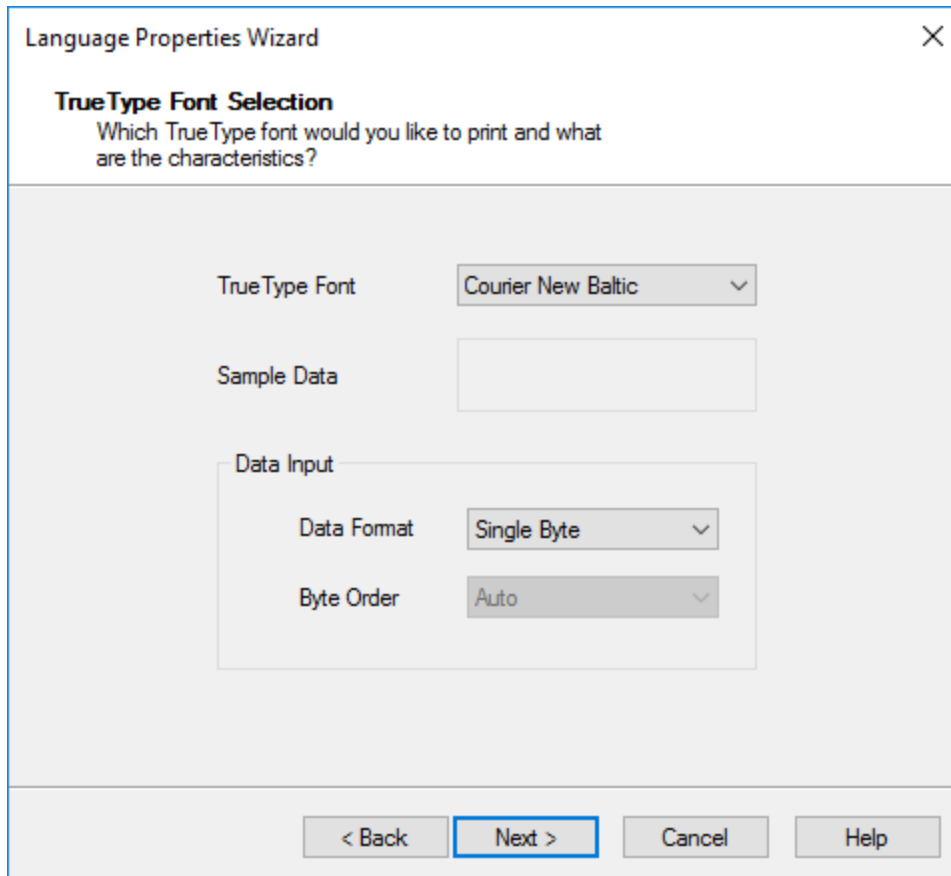 Language Properties Wizard
TrueType Font Selection
Which TrueType font would you like to print and what
are the characteristics?
TrueType Font
Courier New Baltic
Sample Data
Data Input
Data Format
Single Byte
Byte Order
Auto
< Back
Next >
Cancel
Help